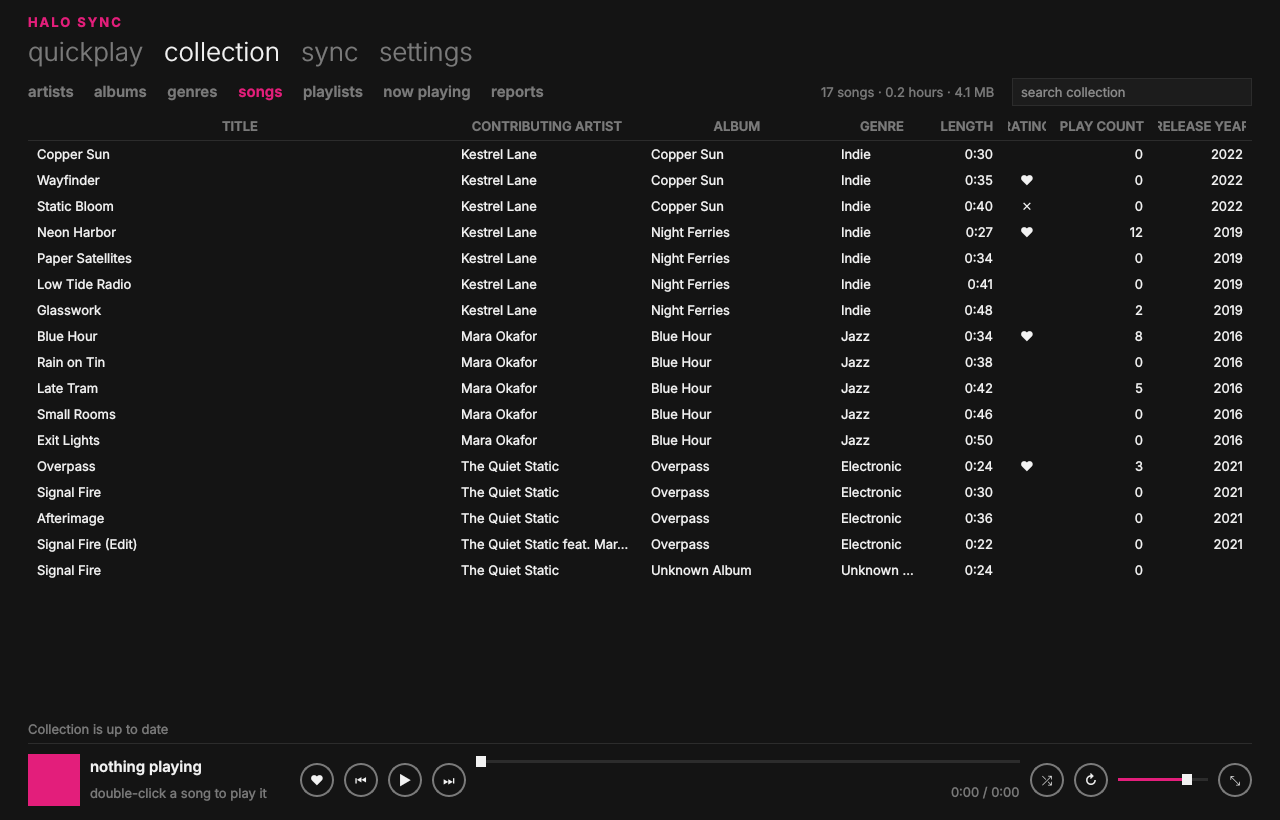 HALO SYNC
quickplay collection sync settings
artists albums genres songs playlists now playing reports 17 songs · 0.2 hours · 4.1 MB search collection
TITLE CONTRIBUTING ARTIST ALBUM GENRE LENGTH RATING PLAY COUNT RELEASE YEAR
Copper Sun Kestrel Lane Copper Sun Indie 0:30 0 2022
Wayfinder Kestrel Lane Copper Sun Indie 0:35 ♥ 0 2022
Static Bloom Kestrel Lane Copper Sun Indie 0:40 × 0 2022
Neon Harbor Kestrel Lane Night Ferries Indie 0:27 ♥ 12 2019
Paper Satellites Kestrel Lane Night Ferries Indie 0:34 0 2019
Low Tide Radio Kestrel Lane Night Ferries Indie 0:41 0 2019
Glasswork Kestrel Lane Night Ferries Indie 0:48 2 2019
Blue Hour Mara Okafor Blue Hour Jazz 0:34 ♥ 8 2016
Rain on Tin Mara Okafor Blue Hour Jazz 0:38 0 2016
Late Tram Mara Okafor Blue Hour Jazz 0:42 5 2016
Small Rooms Mara Okafor Blue Hour Jazz 0:46 0 2016
Exit Lights Mara Okafor Blue Hour Jazz 0:50 0 2016
Overpass The Quiet Static Overpass Electronic 0:24 ♥ 3 2021
Signal Fire The Quiet Static Overpass Electronic 0:30 0 2021
Afterimage The Quiet Static Overpass Electronic 0:36 0 2021
Signal Fire (Edit) The Quiet Static feat. Mar... Overpass Electronic 0:22 0 2021
Signal Fire The Quiet Static Unknown Album Unknown ... 0:24 0
Collection is up to date
nothing playing
double-click a song to play it 0:00 / 0:00